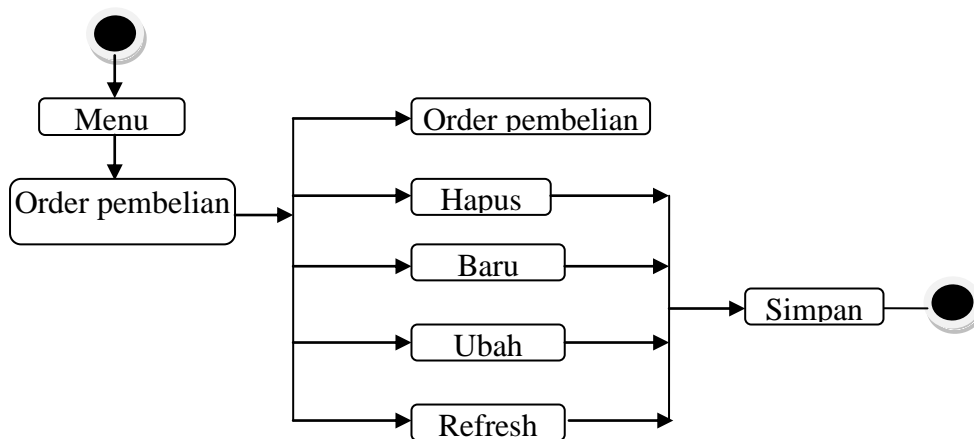 Menu
Order pembelian
Order pembelian
Hapus
Baru
Ubah
Refresh
Simpan